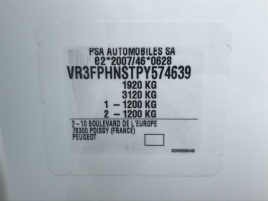 PSA AUTOMOBILES SA
e2*2007/46*0628
VR3FPHNSTPY574639
1920 KG
3120 KG
1 - 1200 KG
2 - 1200 KG
2-10 BOULEVARD DE L'EUROPE
78300 POISSY (FRANCE)
PEUGEOT